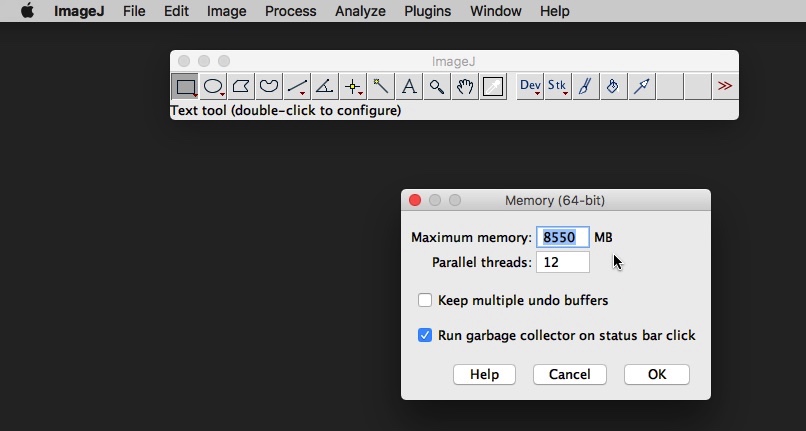 ImageJ File Edit Image Process Analyze Plugins Window Help
ImageJ
A Dev Stk >>
Text tool (double-click to configure)
Memory (64-bit)
Maximum memory: 8550 MB
Parallel threads: 12
Keep multiple undo buffers
Run garbage collector on status bar click
Help Cancel OK